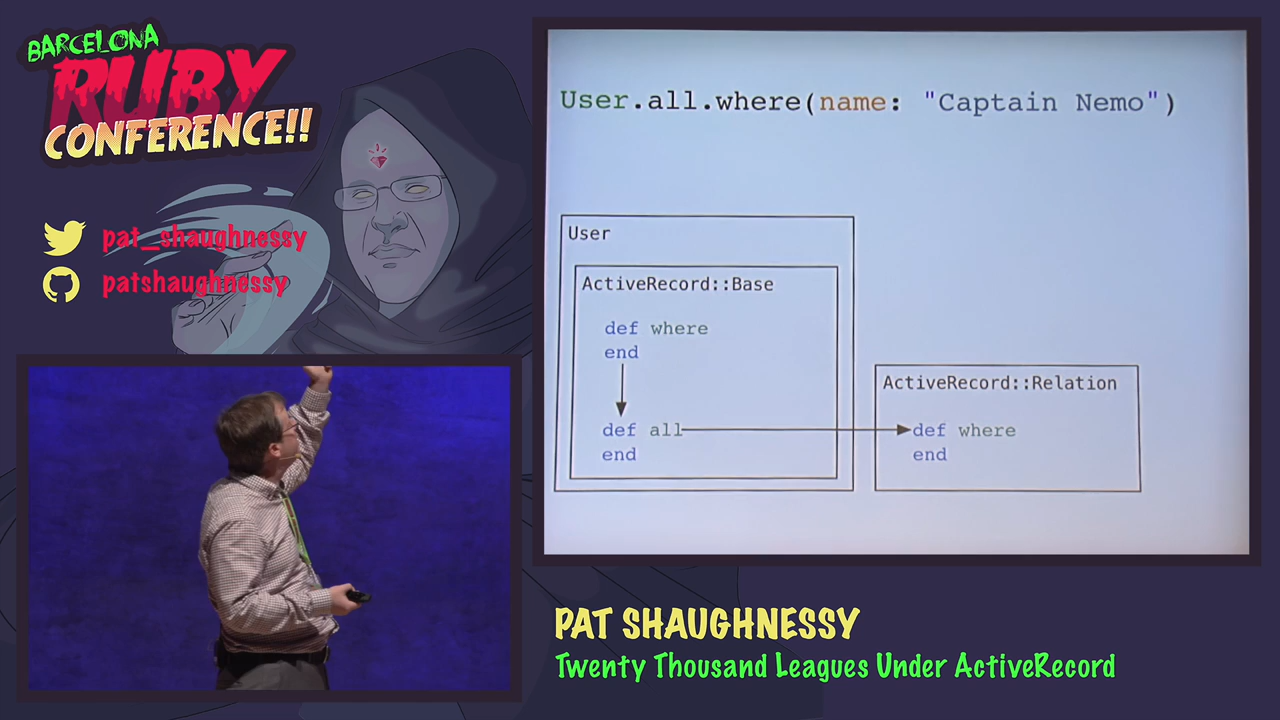 BARCELONA
RUBY
CONFERENCE!!
pat_shaughnessy
patshaughnessy
User.all.where(name: "Captain Nemo")
User
ActiveRecord::Base
def where
end
def all
end
ActiveRecord::Relation
def where
end
PAT SHAUGHNESSY
Twenty Thousand Leagues Under ActiveRecord